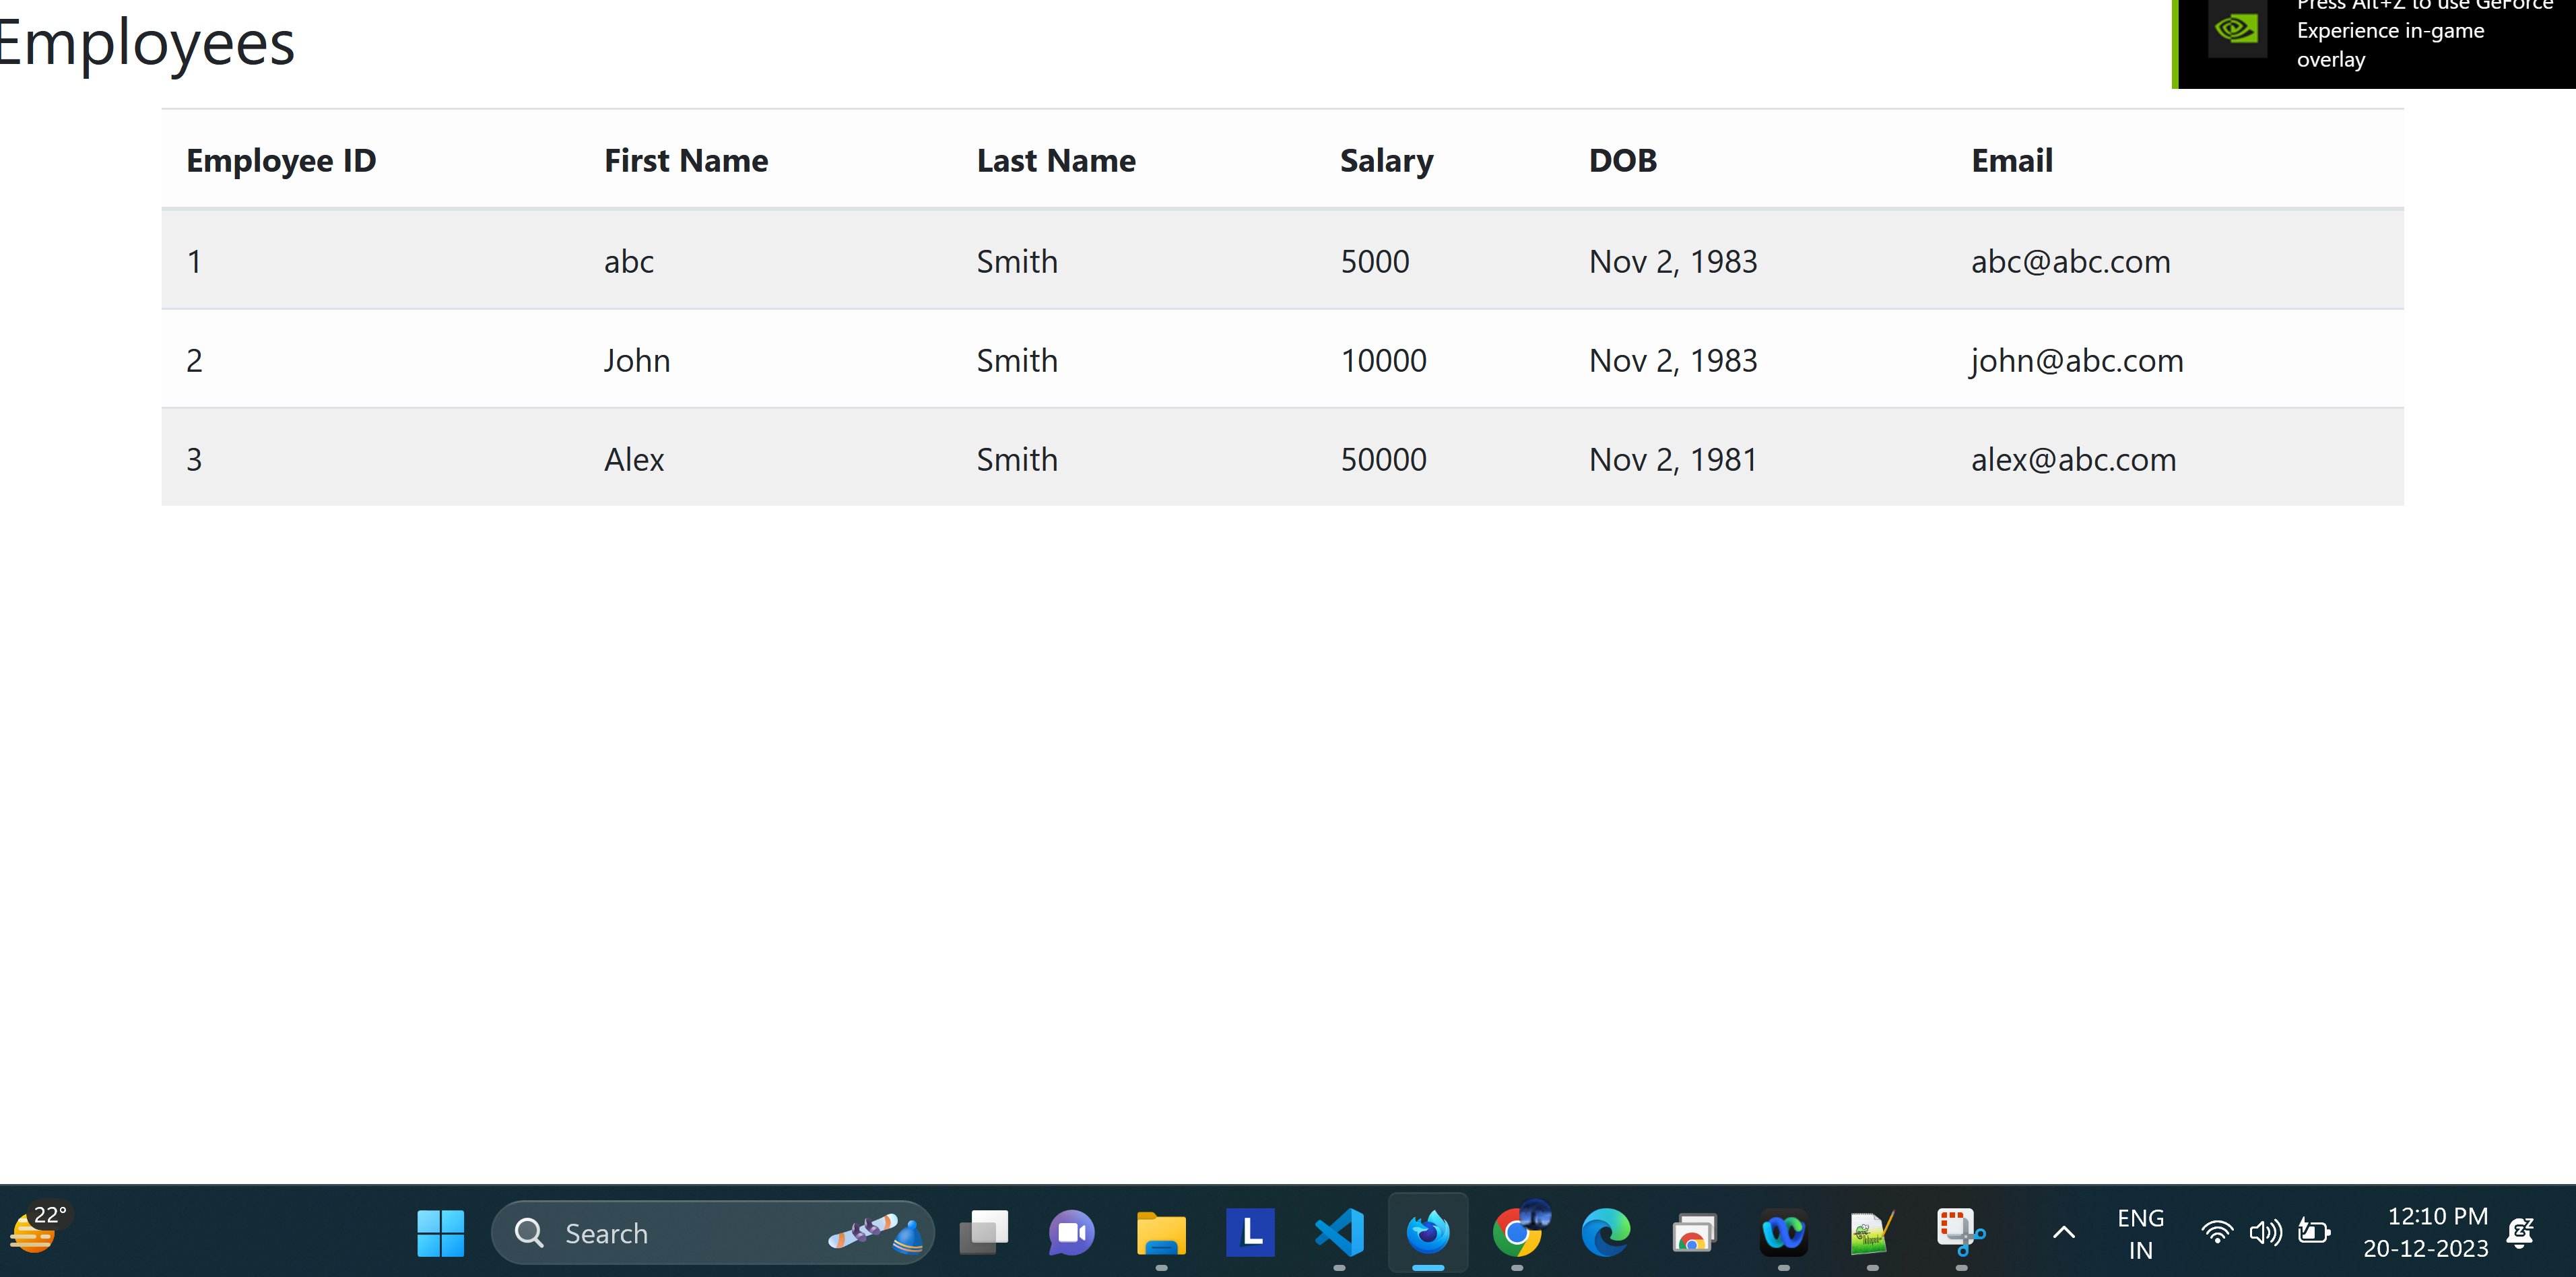 Press Alt+Z to use GeForce
Experience in-game
overlay
Employees
Employee ID First Name Last Name Salary DOB Email
1 abc Smith 5000 Nov 2, 1983 abc@abc.com
2 John Smith 10000 Nov 2, 1983 john@abc.com
3 Alex Smith 50000 Nov 2, 1981 alex@abc.com
22°
Search
L
ENG
IN
12:10 PM
20-12-2023